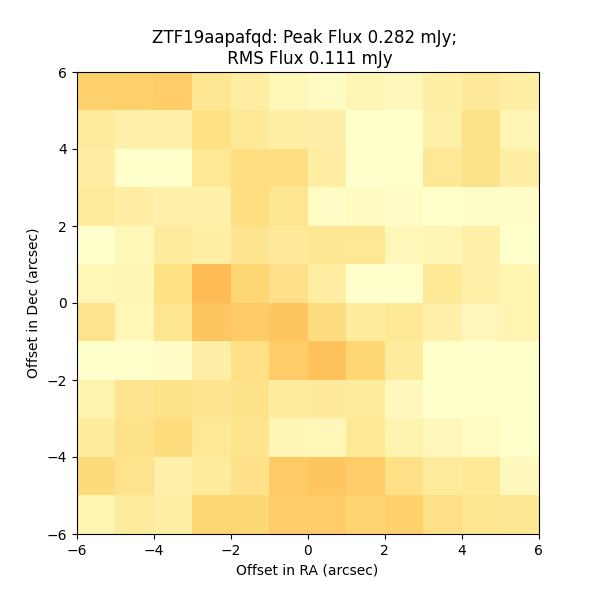 ZTF19aapafqd: Peak Flux 0.282 mJy;
RMS Flux 0.111 mJy
6
4
2
0
−2
−4
−6
Offset in Dec (arcsec)
−6 −4 −2 0 2 4 6
Offset in RA (arcsec)